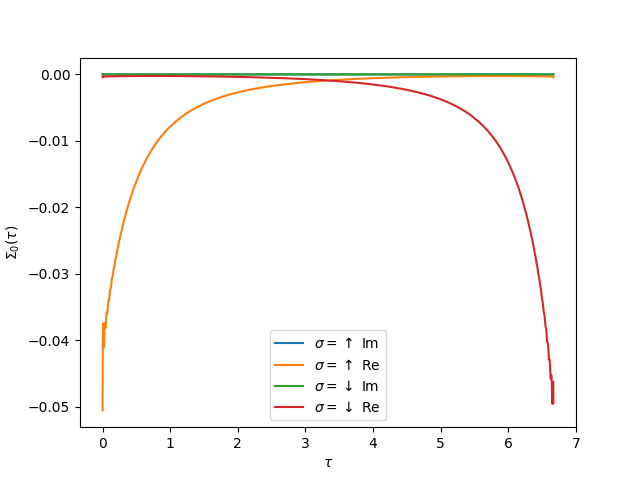 0.00
−0.01
−0.02
−0.03
−0.04
−0.05
Σ₀(τ)
σ = ↑ Im
σ = ↑ Re
σ = ↓ Im
σ = ↓ Re
0 1 2 3 4 5 6 7
τ